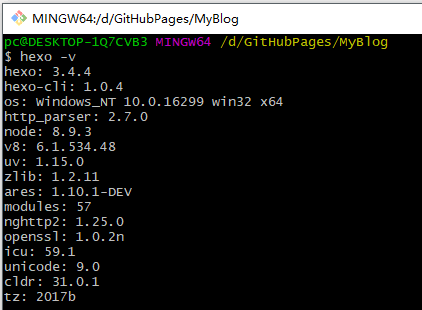 MINGW64:/d/GitHubPages/MyBlog
pc@DESKTOP-1Q7CVB3 MINGW64 /d/GitHubPages/MyBlog
$ hexo -v
hexo: 3.4.4
hexo-cli: 1.0.4
os: Windows_NT 10.0.16299 win32 x64
http_parser: 2.7.0
node: 8.9.3
v8: 6.1.534.48
uv: 1.15.0
zlib: 1.2.11
ares: 1.10.1-DEV
modules: 57
nghttp2: 1.25.0
openssl: 1.0.2n
icu: 59.1
unicode: 9.0
cldr: 31.0.1
tz: 2017b